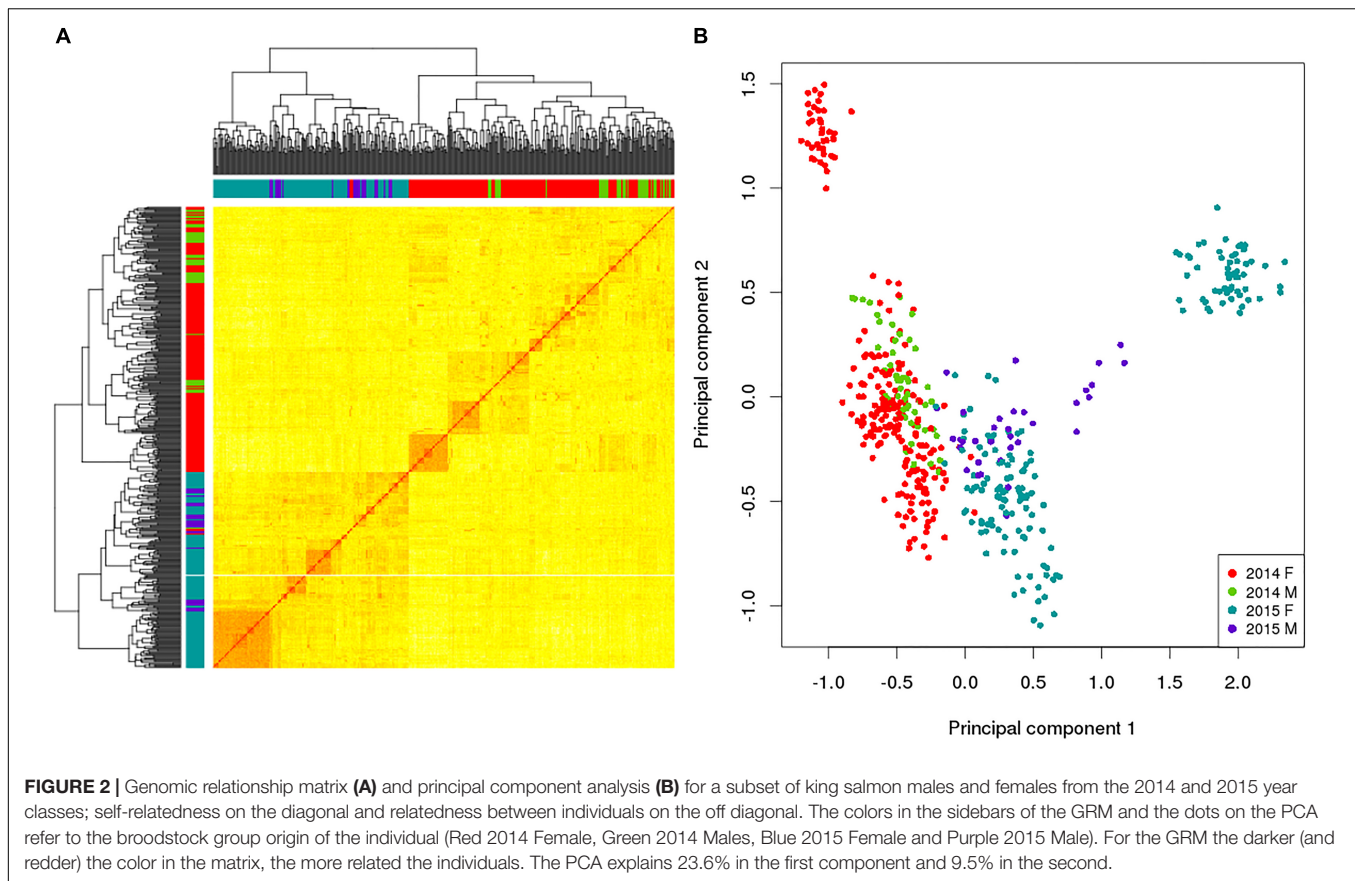 A
B
Principal component 2
1.5
1.0
0.5
0.0
-0.5
-1.0
-1.0
-0.5
0.0
0.5
1.0
1.5
2.0
Principal component 1
2014 F
2014 M
2015 F
2015 M
FIGURE 2 | Genomic relationship matrix (A) and principal component analysis (B) for a subset of king salmon males and females from the 2014 and 2015 year
classes; self-relatedness on the diagonal and relatedness between individuals on the off diagonal. The colors in the sidebars of the GRM and the dots on the PCA
refer to the broodstock group origin of the individual (Red 2014 Female, Green 2014 Males, Blue 2015 Female and Purple 2015 Male). For the GRM the darker (and
redder) the color in the matrix, the more related the individuals. The PCA explains 23.6% in the first component and 9.5% in the second.